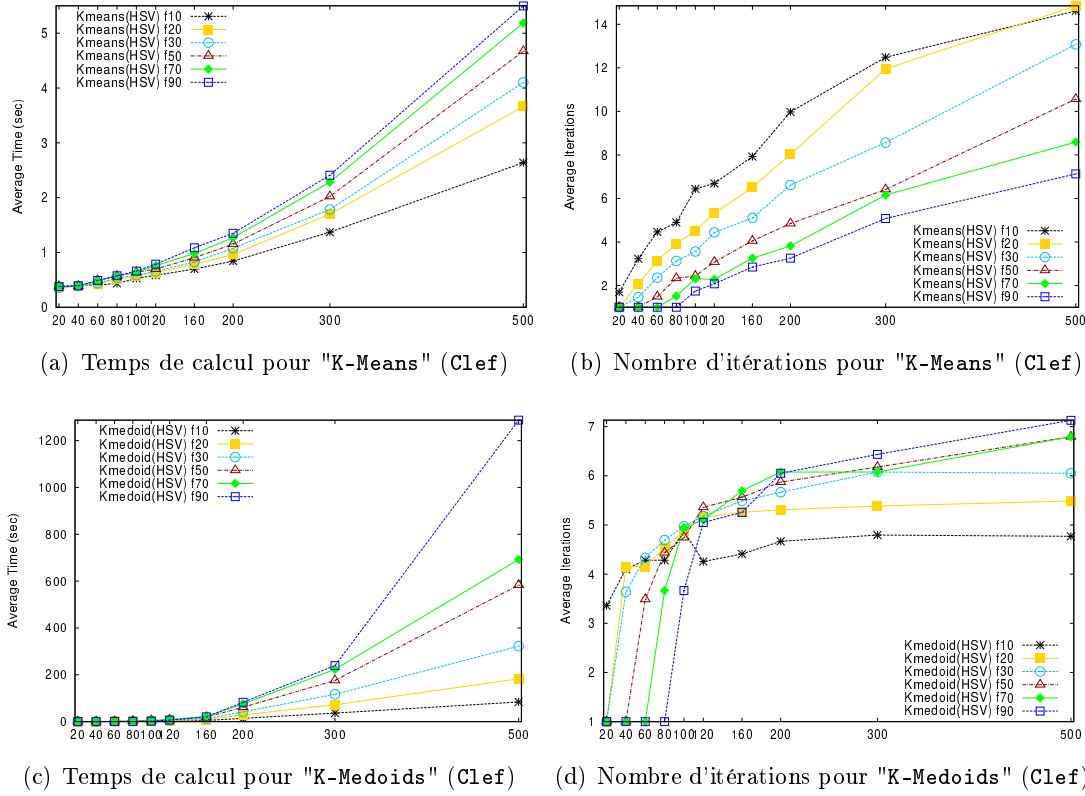 Kmeans(HSV) f10
Kmeans(HSV) f20
Kmeans(HSV) f30
Kmeans(HSV) f50
Kmeans(HSV) f70
Kmeans(HSV) f90
Average Time (sec)
5
4
3
2
1
0
20 40 60 80 100 120 160 200 300 500
(a) Temps de calcul pour "K-Means" (Clef)
Average Iterations
14
12
10
8
6
4
2
Kmeans(HSV) f10
Kmeans(HSV) f20
Kmeans(HSV) f30
Kmeans(HSV) f50
Kmeans(HSV) f70
Kmeans(HSV) f90
20 40 60 80 100 120 160 200 300 500
(b) Nombre d'itérations pour "K-Means" (Clef)
Kmedoid(HSV) f10
Kmedoid(HSV) f20
Kmedoid(HSV) f30
Kmedoid(HSV) f50
Kmedoid(HSV) f70
Kmedoid(HSV) f90
Average Time (sec)
1200
1000
800
600
400
200
0
20 40 60 80 100 120 160 200 300 500
(c) Temps de calcul pour "K-Medoids" (Clef)
Average Iterations
7
6
5
4
3
2
1
Kmedoid(HSV) f10
Kmedoid(HSV) f20
Kmedoid(HSV) f30
Kmedoid(HSV) f50
Kmedoid(HSV) f70
Kmedoid(HSV) f90
20 40 60 80 100 120 160 200 300 500
(d) Nombre d'itérations pour "K-Medoids" (Clef)